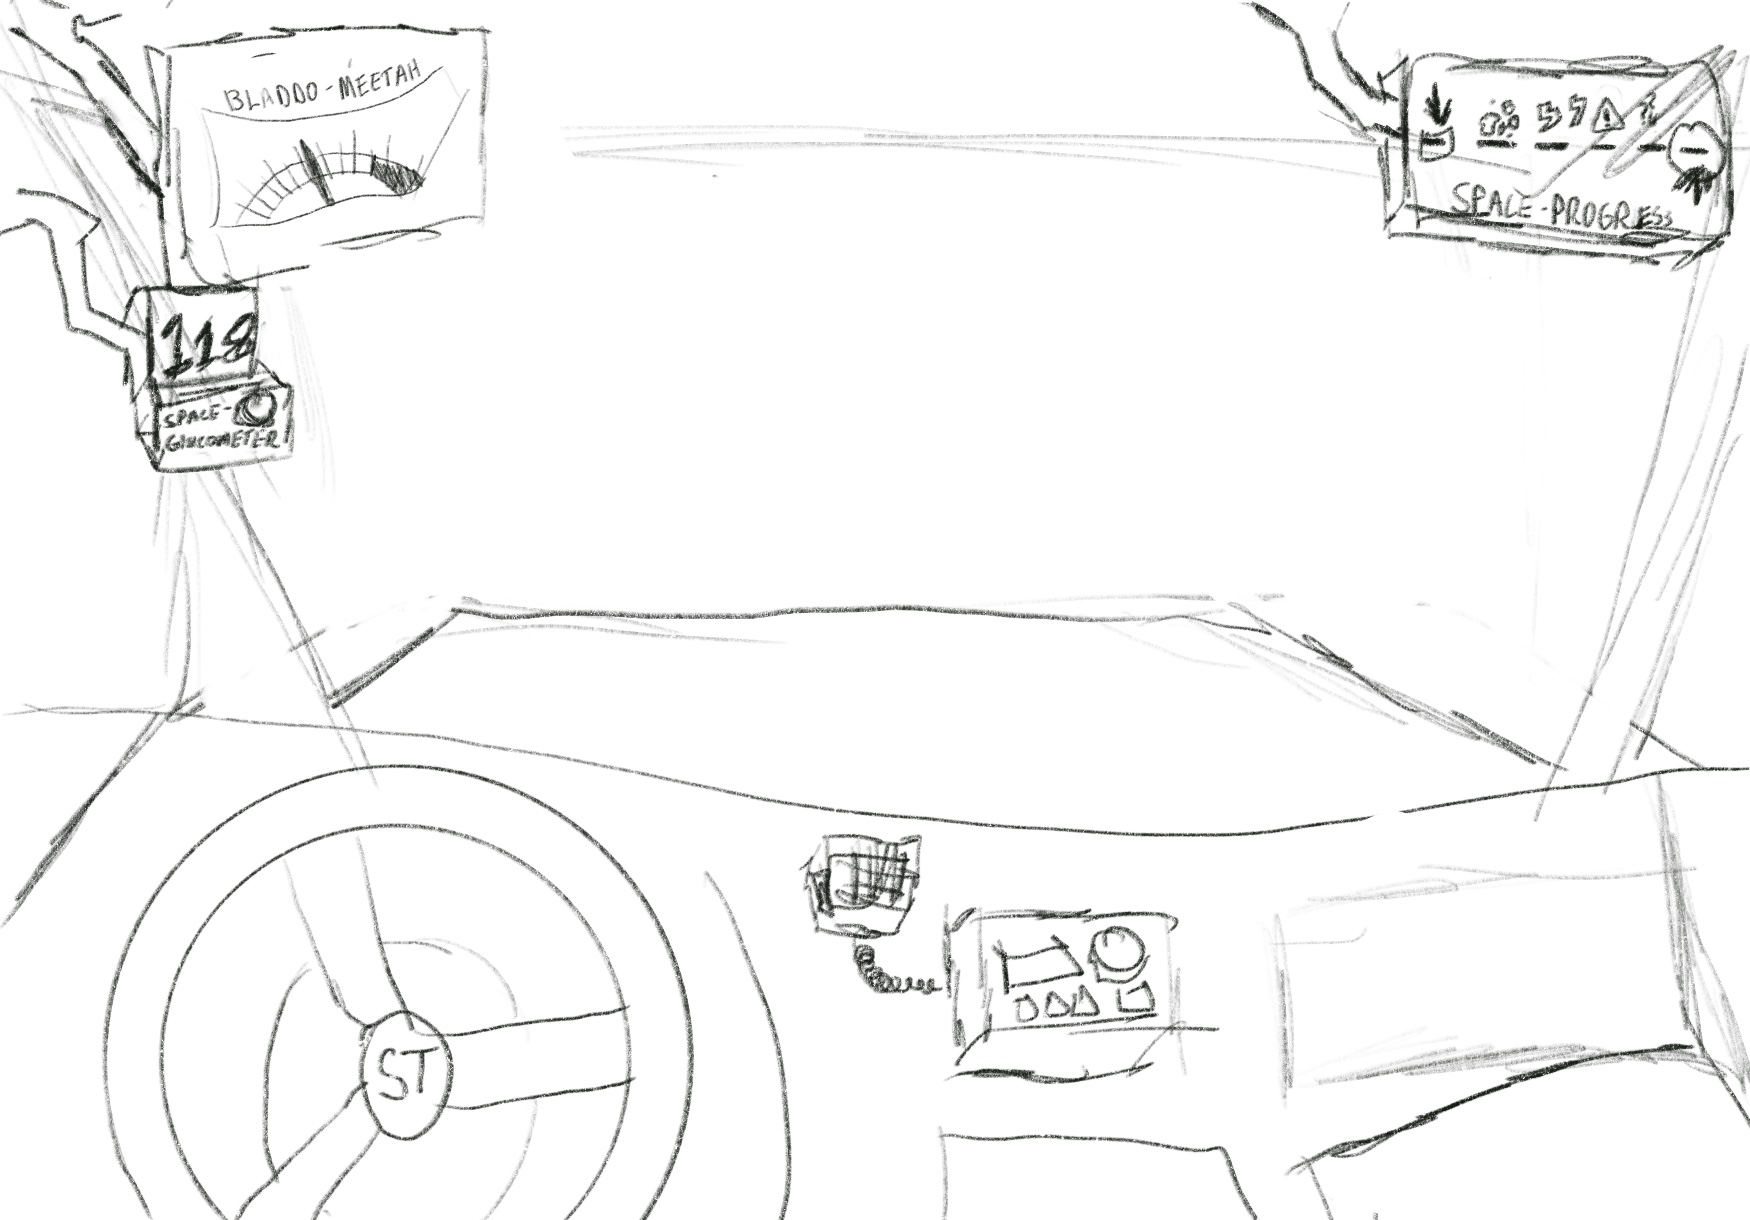 BLADDO-MEETAH
118
SPACE-
GLUCOMETER
SPACE-PROGRESS
ST